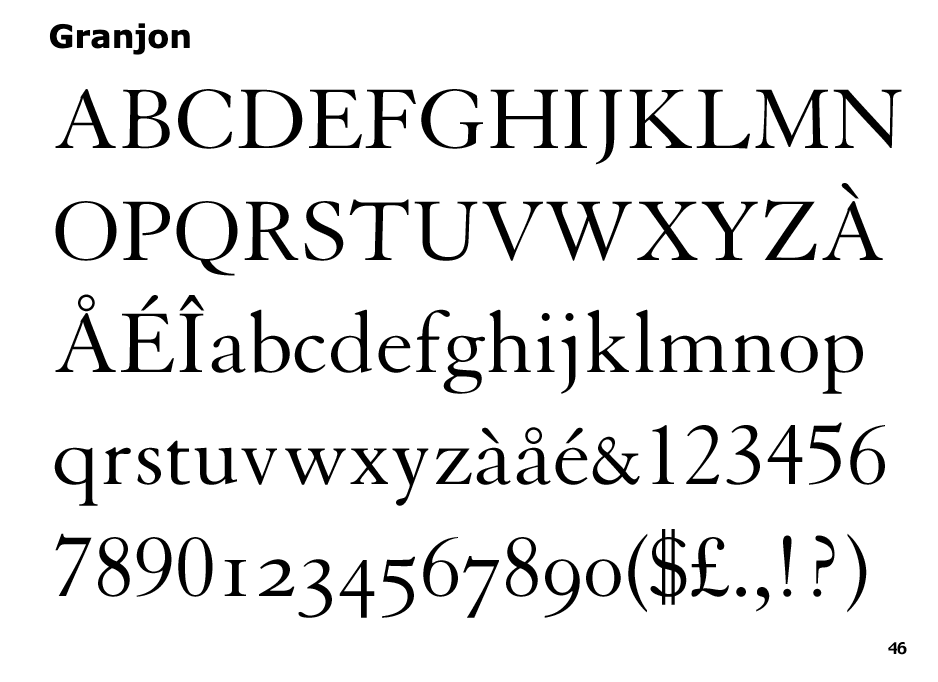 Granjon
ABCDEFGHIJKLMN
OPQRSTUVWXYZÀ
ÅÉÎabcdefghijklmnop
qrstuvwxyzàåé&123456
78901234567890($£.,!?)
46